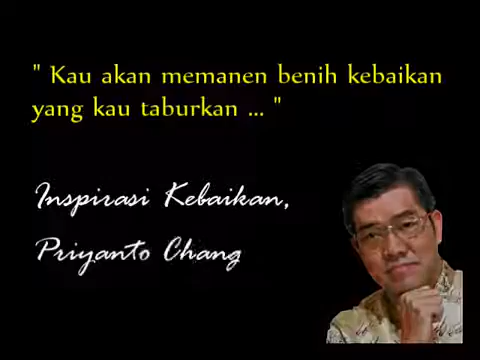 " Kau akan memanen benih kebaikan
yang kau taburkan ... "
Inspirasi Kebaikan,
Priyanto Chang